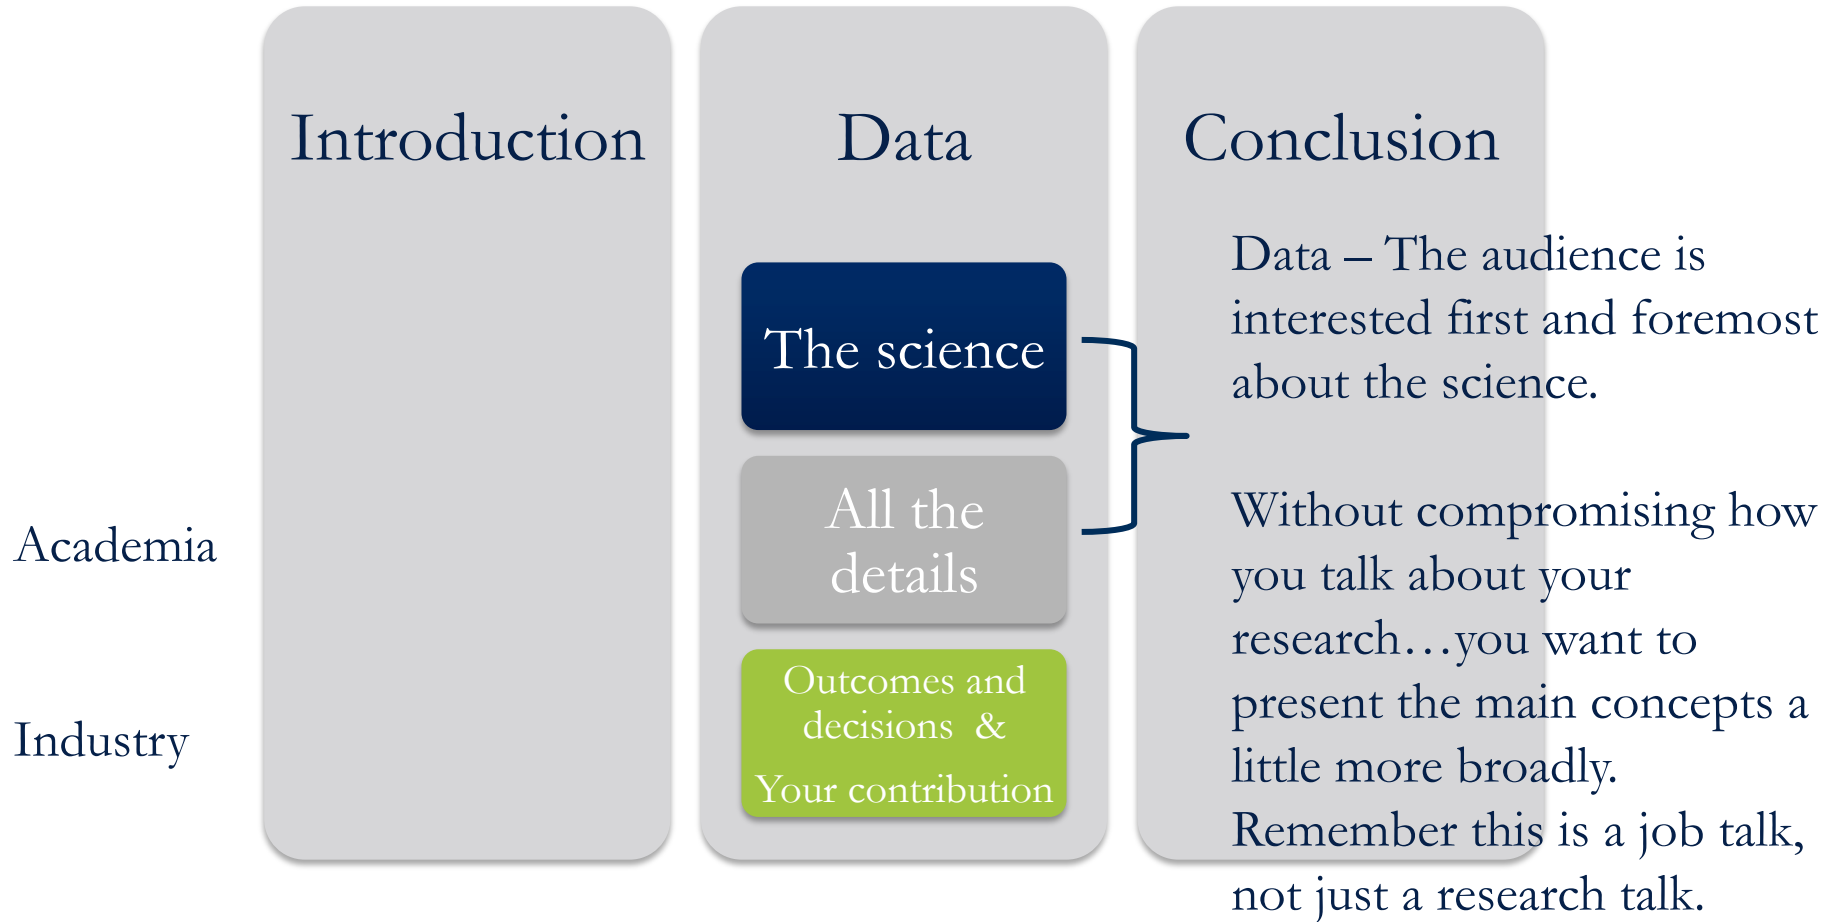 Introduction
Data
Conclusion
The science
All the
details
Outcomes and
decisions &
Your contribution
Academia
Industry
Data – The audience is
interested first and foremost
about the science.
Without compromising how
you talk about your
research…you want to
present the main concepts a
little more broadly.
Remember this is a job talk,
not just a research talk.